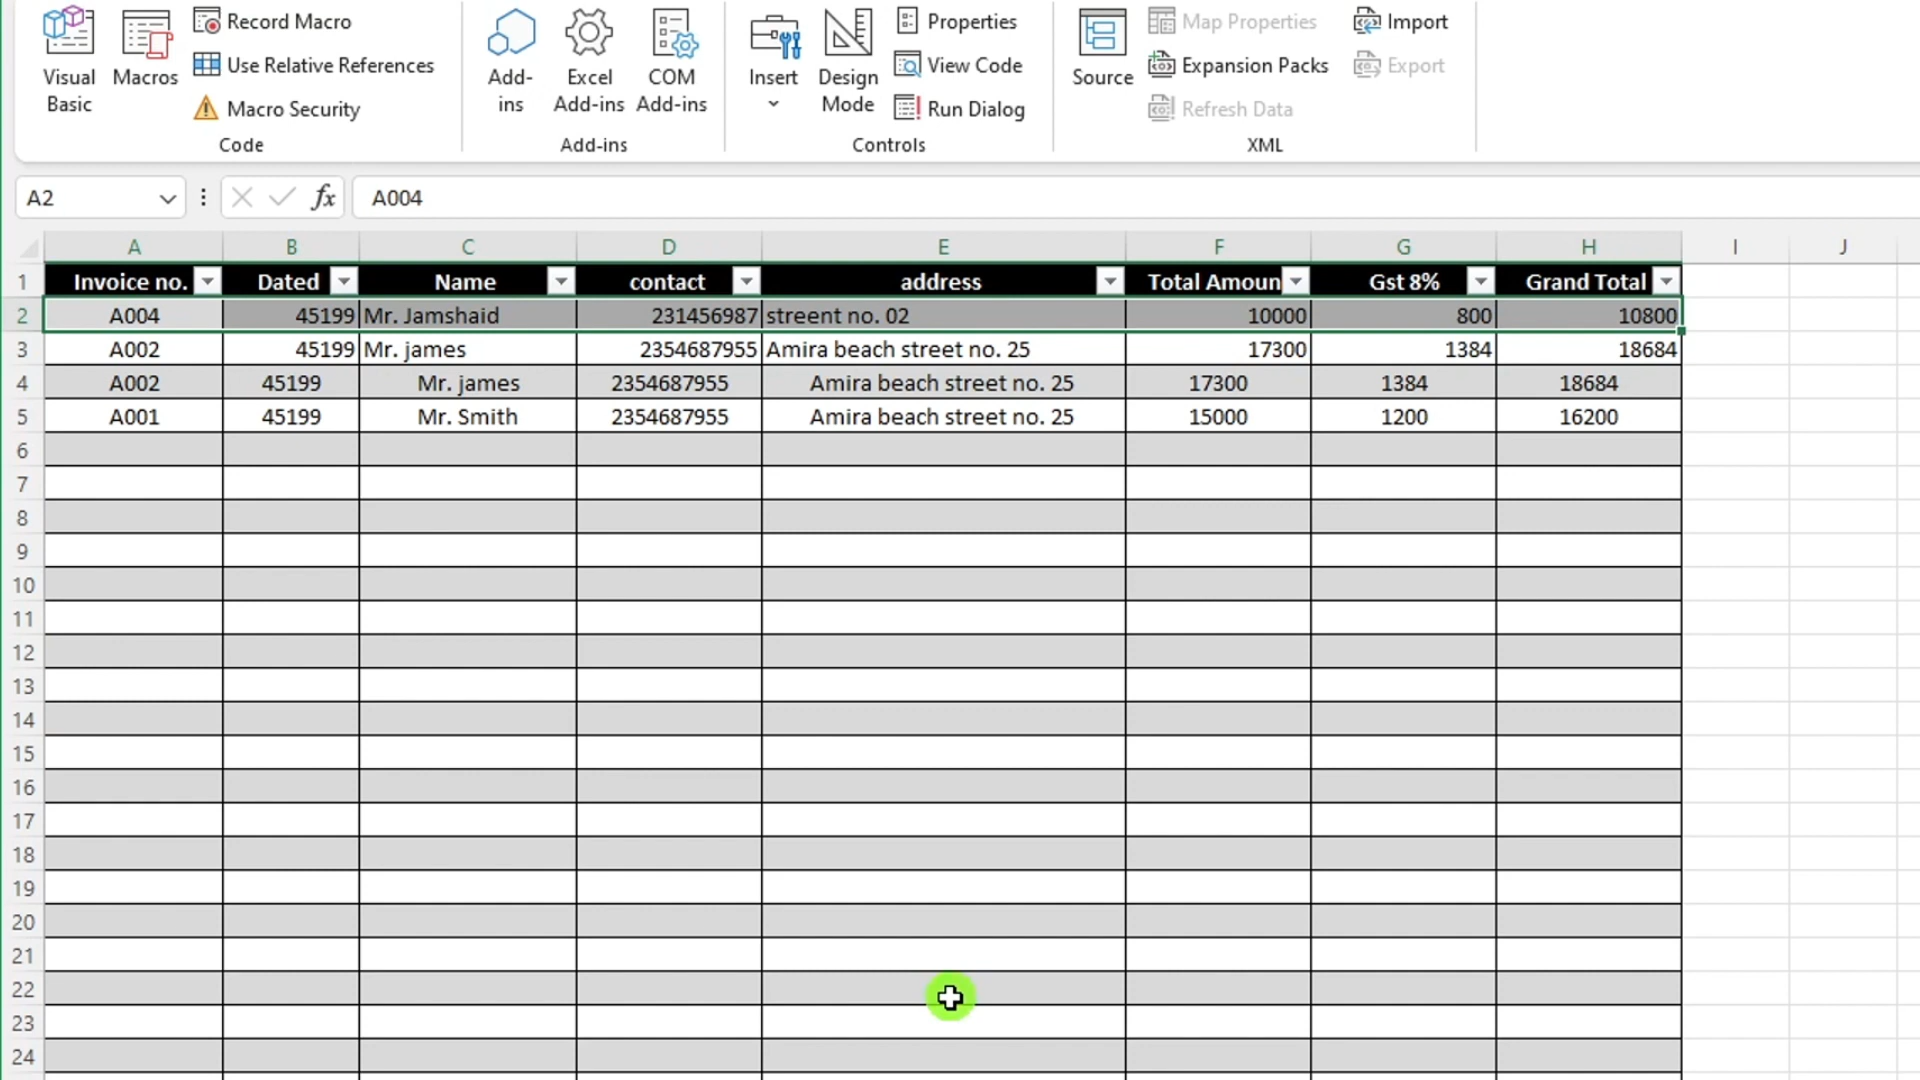 Visual Basic
Macros
Record Macro
Use Relative References
Macro Security
Code
Add-ins
Excel Add-ins
COM Add-ins
Add-ins
Insert
Design Mode
Properties
View Code
Run Dialog
Controls
Source
Map Properties
Expansion Packs
Refresh Data
Import
Export
XML
A2 fx A004
A B C D E F G H I J
1 Invoice no. Dated Name contact address Total Amoun Gst 8% Grand Total
2 A004 45199 Mr. Jamshaid 231456987 streent no. 02 10000 800 10800
3 A002 45199 Mr. james 2354687955 Amira beach street no. 25 17300 1384 18684
4 A002 45199 Mr. james 2354687955 Amira beach street no. 25 17300 1384 18684
5 A001 45199 Mr. Smith 2354687955 Amira beach street no. 25 15000 1200 16200
6
7
8
9
10
11
12
13
14
15
16
17
18
19
20
21
22
23
24